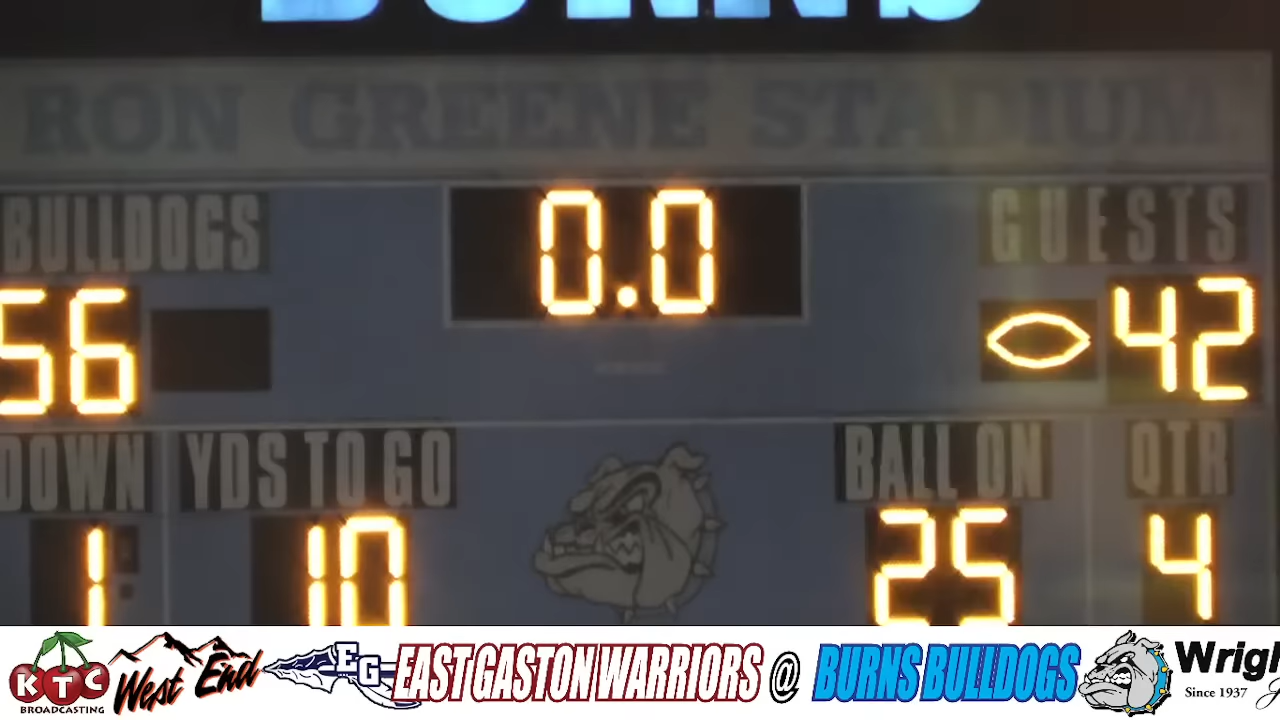 BURNS
RON GREENE STADIUM
BULLDOGS 0.0 GUESTS
56 42
DOWN YDS TO GO BALL ON QTR
1 10 25 4
KTC BROADCASTING West End EG EAST GASTON WARRIORS @ BURNS BULLDOGS
Since 1937